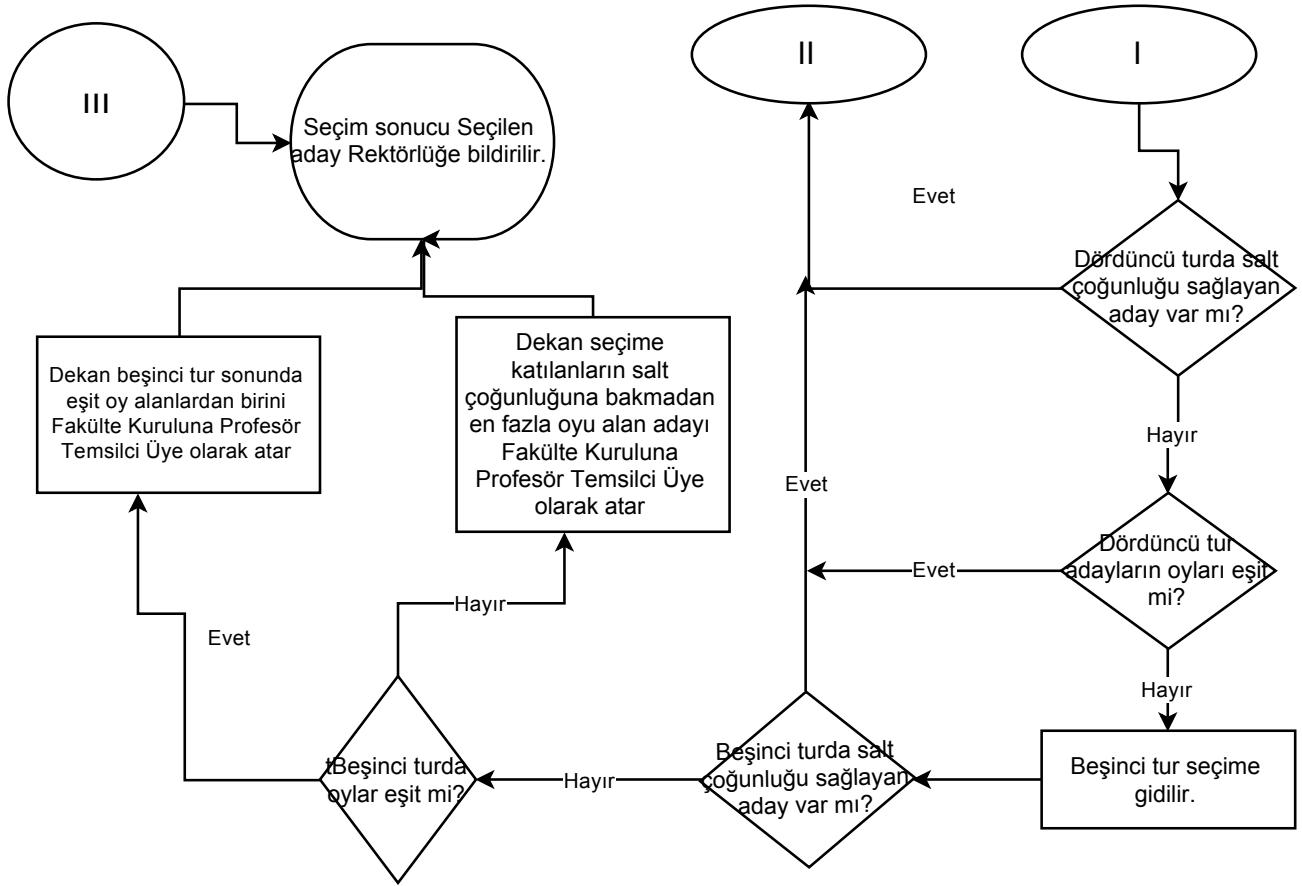 III
Seçim sonucu Seçilen
aday Rektörlüğe bildirilir.
II
I
Evet
Dördüncü turda salt
çoğunluğu sağlayan
aday var mı?
Dekan beşinci tur sonunda
eşit oy alanlardan birini
Fakülte Kuruluna Profesör
Temsilci Üye olarak atar
Dekan seçime
katılanların salt
çoğunluğuna bakmadan
en fazla oyu alan adayı
Fakülte Kuruluna
Profesör Temsilci Üye
olarak atar
Hayır
Evet
Dördüncü tur
adayların oyları eşit
mi?
Evet
Hayır
Evet
Hayır
tBeşinci turda
oylar eşit mi?
Hayır
Beşinci turda salt
çoğunluğu sağlayan
aday var mı?
Beşinci tur seçime
gidilir.